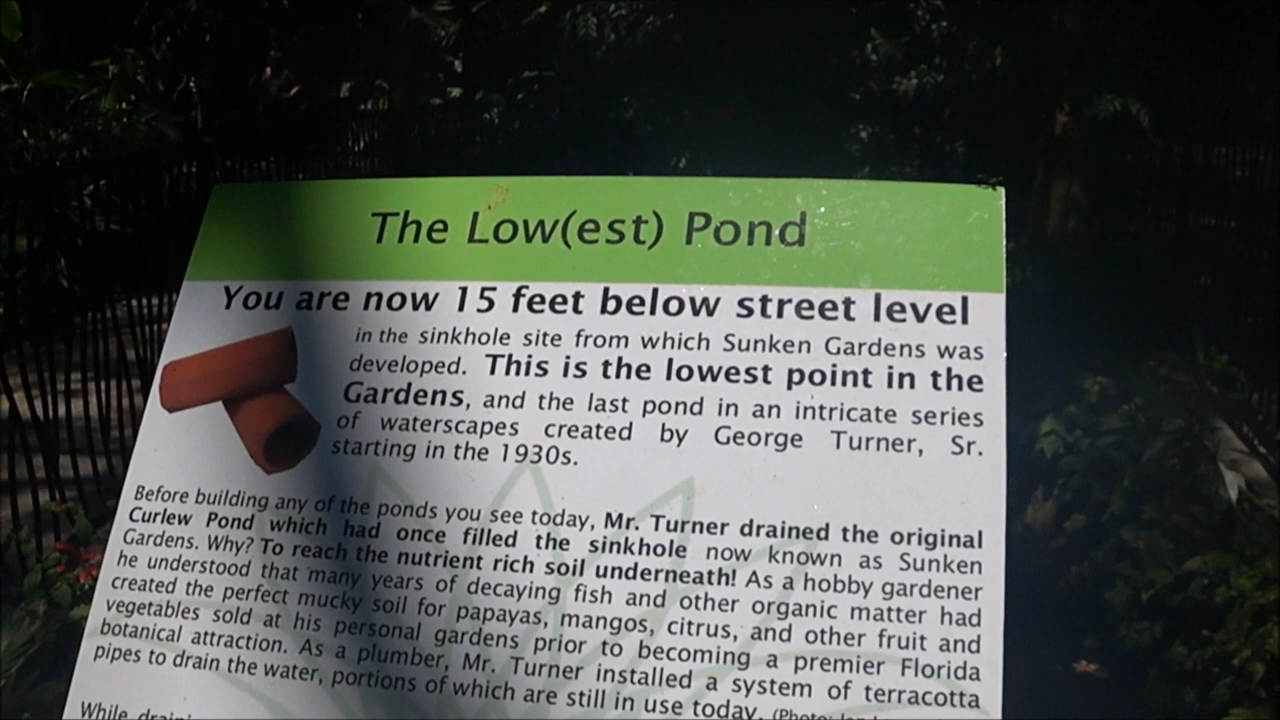 The Low(est) Pond
You are now 15 feet below street level
in the sinkhole site from which Sunken Gardens was
developed. This is the lowest point in the
Gardens, and the last pond in an intricate series
of waterscapes created by George Turner, Sr.
starting in the 1930s.
Before building any of the ponds you see today, Mr. Turner drained the original
Curlew Pond which had once filled the sinkhole now known as Sunken
Gardens. Why? To reach the nutrient rich soil underneath! As a hobby gardener
he understood that many years of decaying fish and other organic matter had
created the perfect mucky soil for papayas, mangos, citrus, and other fruit and
vegetables sold at his personal gardens prior to becoming a premier Florida
botanical attraction. As a plumber, Mr. Turner installed a system of terracotta
pipes to drain the water, portions of which are still in use today. (Photo:
While